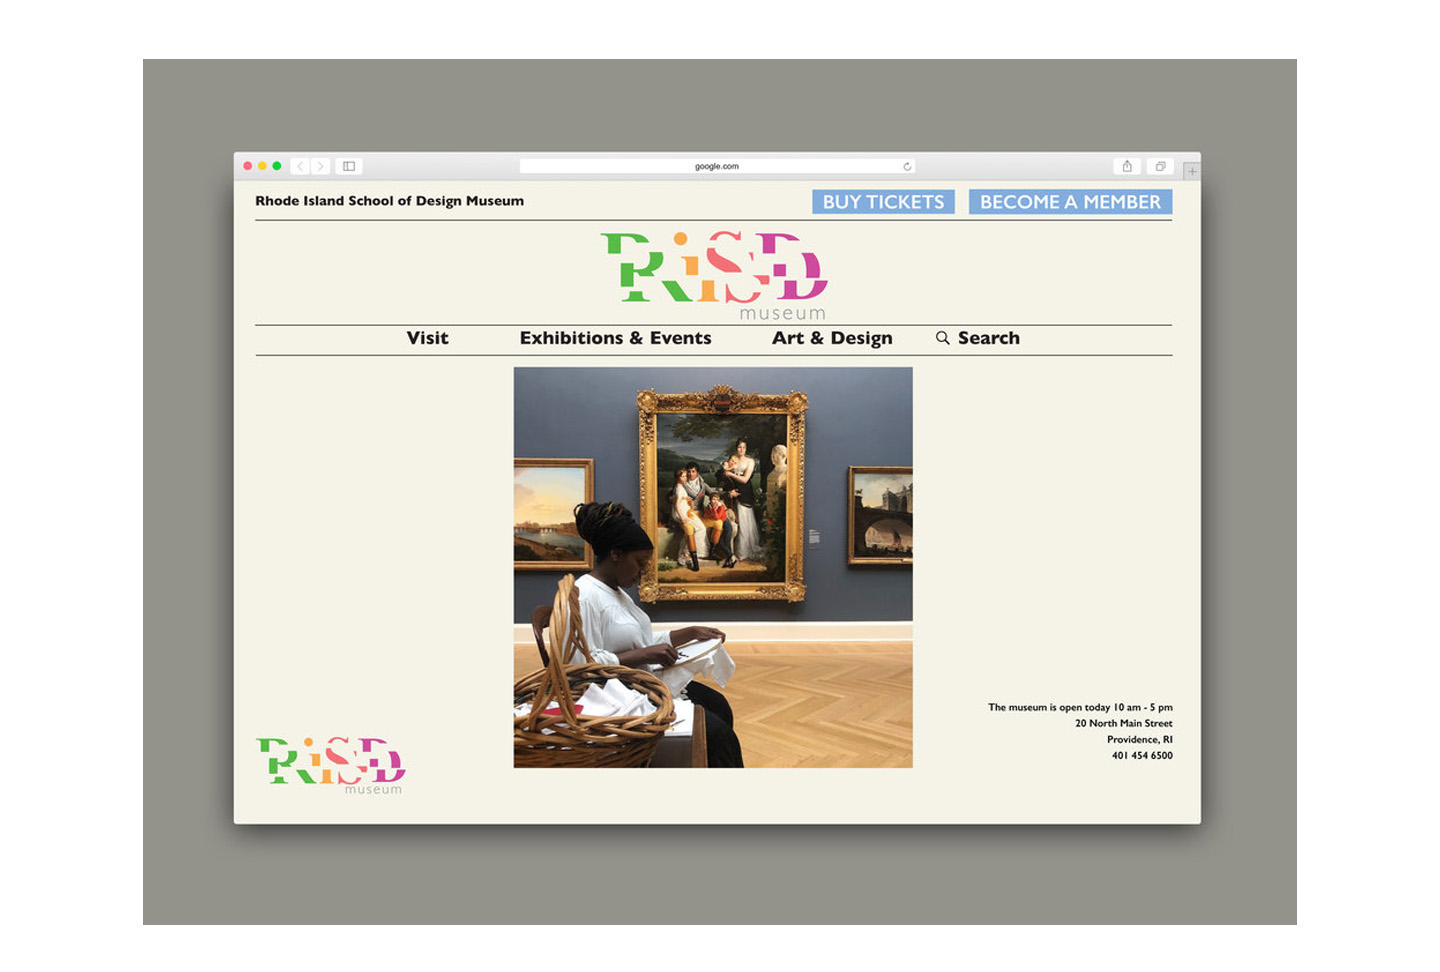 google.com
Rhode Island School of Design Museum
BUY TICKETS
BECOME A MEMBER
RiSD
museum
Visit
Exhibitions & Events
Art & Design
Search
The museum is open today 10 am - 5 pm
20 North Main Street
Providence, RI
401 454 6500
RiSD
museum